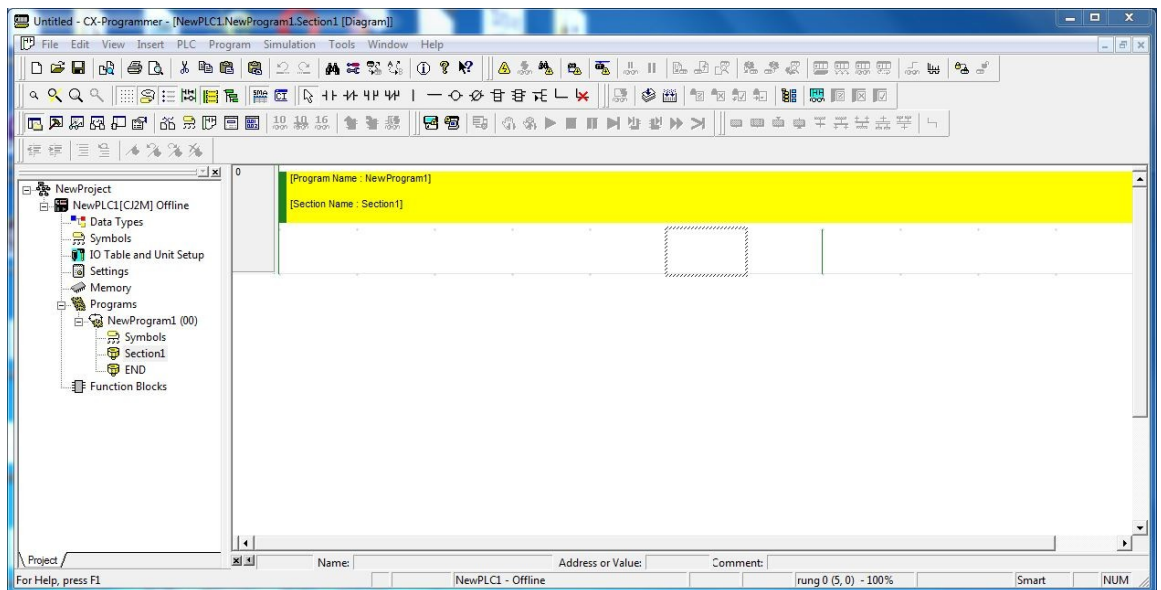 Untitled - CX-Programmer - [NewPLC1.NewProgram1.Section1 [Diagram]]
File Edit View Insert PLC Program Simulation Tools Window Help
10 10 16
NewProject
NewPLC1[CJ2M] Offline
Data Types
Symbols
IO Table and Unit Setup
Settings
Memory
Programs
NewProgram1 (00)
Symbols
Section1
END
Function Blocks
Project
0
[Program Name : NewProgram1]
[Section Name : Section1]
Name: Address or Value: Comment:
For Help, press F1 NewPLC1 - Offline rung 0 (5, 0) - 100% Smart NUM